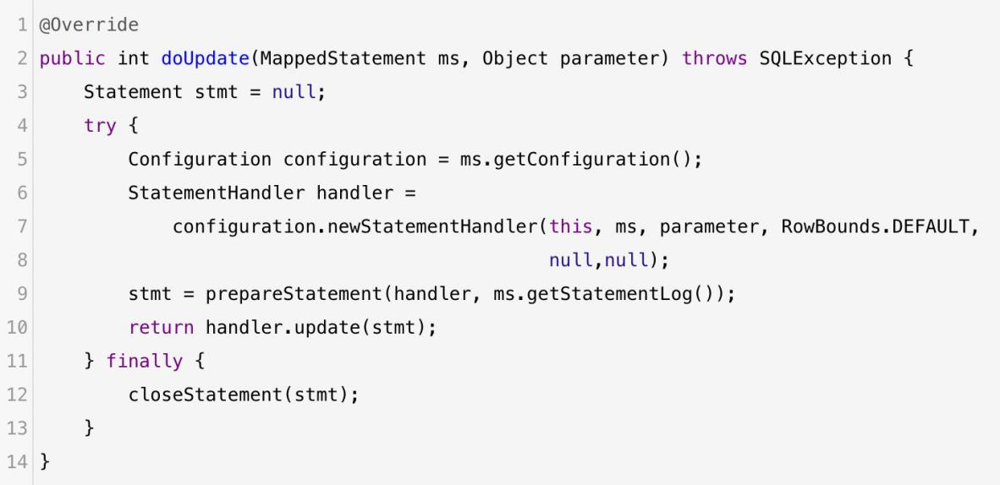 1 @Override
2 public int doUpdate(MappedStatement ms, Object parameter) throws SQLException {
3     Statement stmt = null;
4     try {
5         Configuration configuration = ms.getConfiguration();
6         StatementHandler handler =
7             configuration.newStatementHandler(this, ms, parameter, RowBounds.DEFAULT,
8                                               null,null);
9         stmt = prepareStatement(handler, ms.getStatementLog());
10         return handler.update(stmt);
11     } finally {
12         closeStatement(stmt);
13     }
14 }